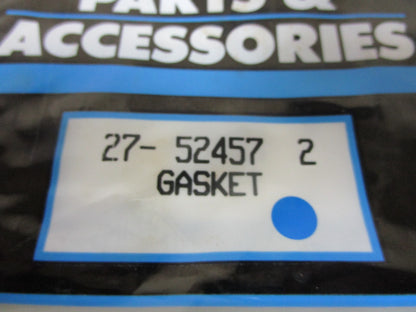 PARTS &
ACCESSORIES
27- 52457 2
GASKET